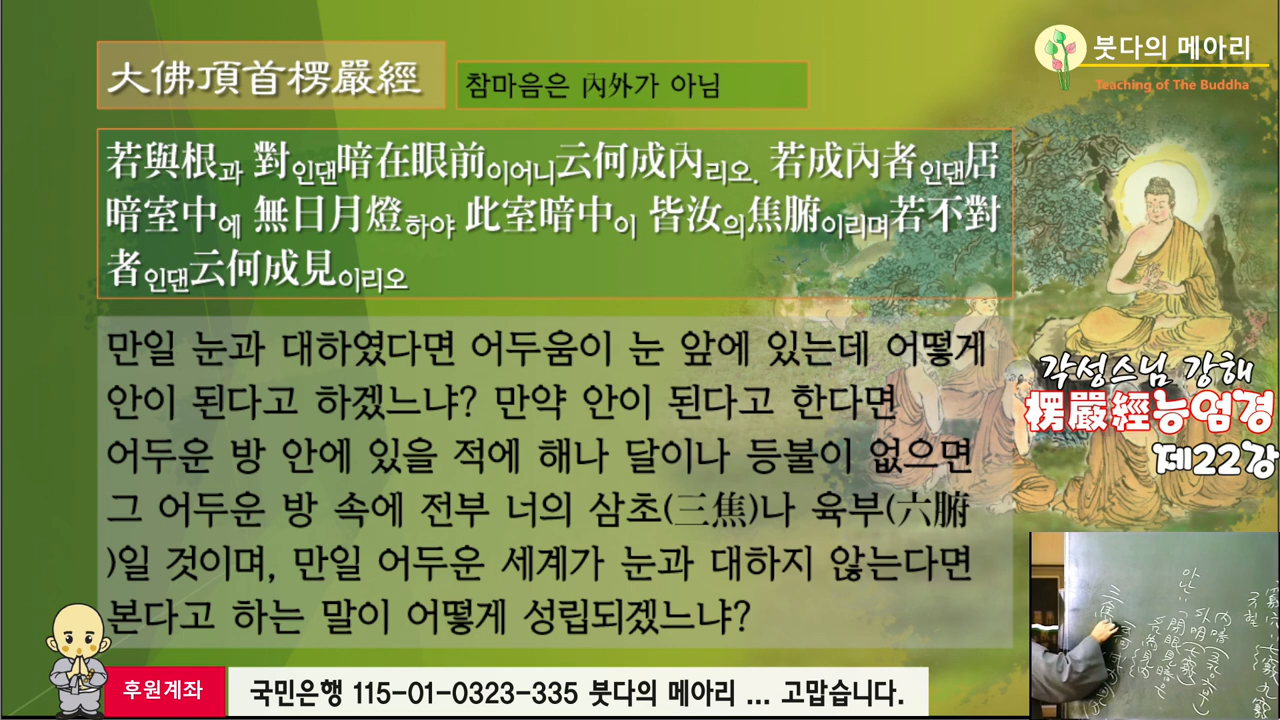 大佛頂首楞嚴經
참마음은 內外가 아님
붓다의 메아리
Teaching of The Buddha
若與根과 對인댄暗在眼前이어니云何成內리오. 若成內者인댄居
暗室中에 無日月燈하야 此室暗中이 皆汝의焦腑이리며若不對
者인댄云何成見이리오
만일 눈과 대하였다면 어두움이 눈 앞에 있는데 어떻게
안이 된다고 하겠느냐? 만약 안이 된다고 한다면
어두운 방 안에 있을 적에 해나 달이나 등불이 없으면
그 어두운 방 속에 전부 너의 삼초(三焦)나 육부(六腑
)일 것이며, 만일 어두운 세계가 눈과 대하지 않는다면
본다고 하는 말이 어떻게 성립되겠느냐?
각성스님 강해
楞嚴經능엄경
제22강
후원계좌
국민은행 115-01-0323-335 붓다의 메아리 ... 고맙습니다.